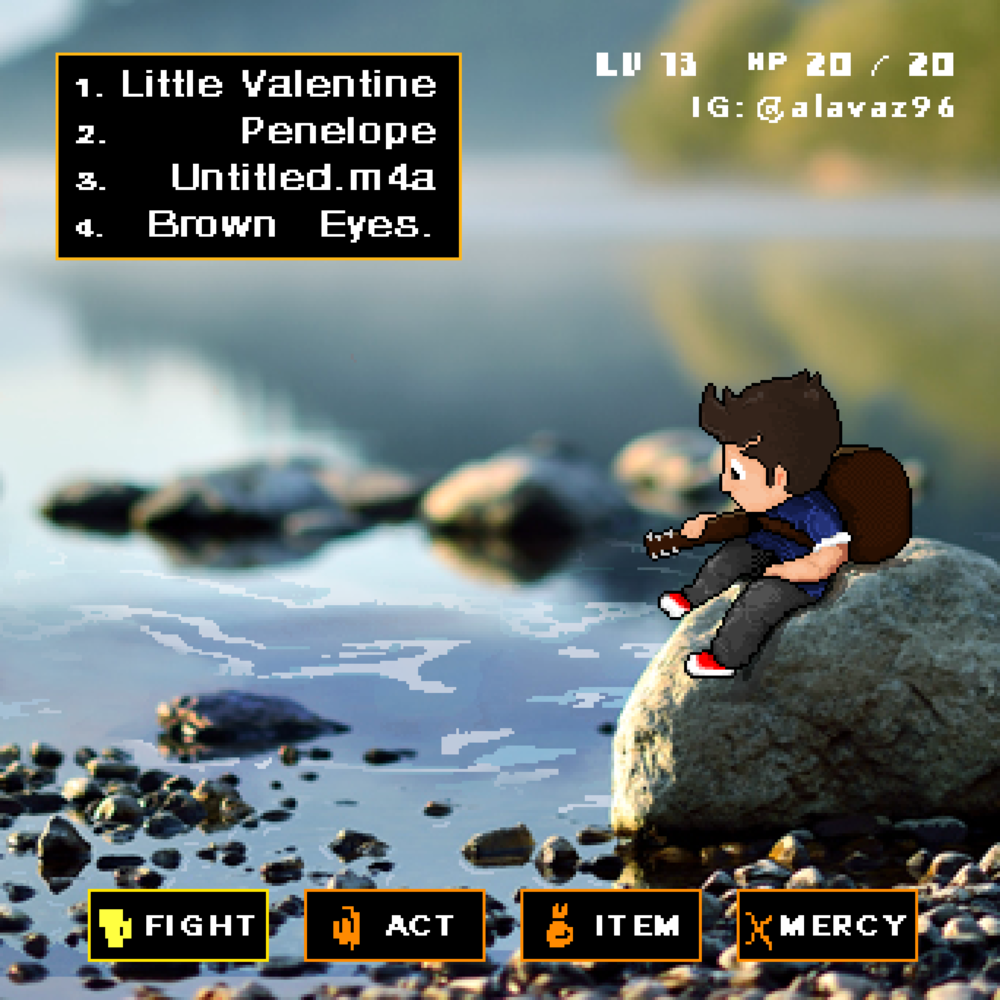 1. Little Valentine
2. Penelope
3. Untitled.m4a
4. Brown Eyes.
LV 13 HP 20 / 20
IG: @alavaz96
FIGHT
ACT
ITEM
MERCY